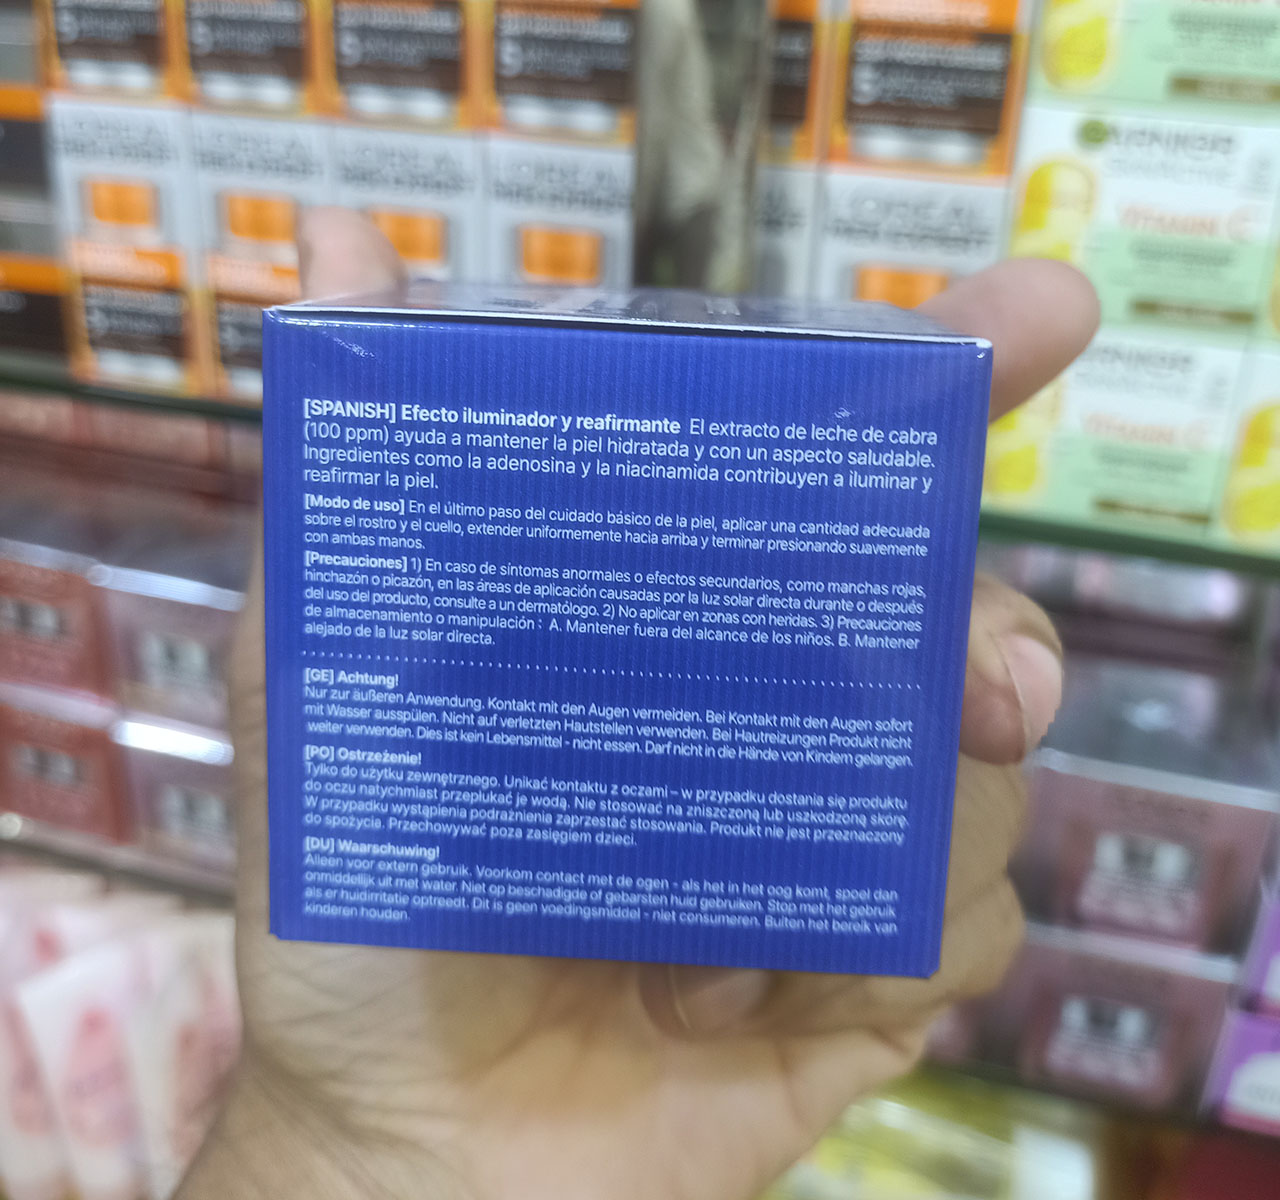 [SPANISH] Efecto iluminador y reafirmante El extracto de leche de cabra
(100 ppm) ayuda a mantener la piel hidratada y con un aspecto saludable.
Ingredientes como la adenosina y la niacinamida contribuyen a iluminar y
reafirmar la piel.
[Modo de uso] En el último paso del cuidado básico de la piel, aplicar una cantidad adecuada
sobre el rostro y el cuello, extender uniformemente hacia arriba y terminar presionando suavemente
con ambas manos.
[Precauciones] 1) En caso de síntomas anormales o efectos secundarios, como manchas rojas,
hinchazón o picazón, en las áreas de aplicación causadas por la luz solar directa durante o después
del uso del producto, consulte a un dermatólogo. 2) No aplicar en zonas con heridas. 3) Precauciones
de almacenamiento o manipulación : A. Mantener fuera del alcance de los niños. B. Mantener
alejado de la luz solar directa.
[GE] Achtung!
Nur zur äußeren Anwendung. Kontakt mit den Augen vermeiden. Bei Kontakt mit den Augen sofort
mit Wasser ausspülen. Nicht auf verletzten Hautstellen verwenden. Bei Hautreizungen Produkt nicht
weiter verwenden. Dies ist kein Lebensmittel - nicht essen. Darf nicht in die Hände von Kindern gelangen.
[PO] Ostrzeżenie!
Tylko do użytku zewnętrznego. Unikać kontaktu z oczami – w przypadku dostania się produktu
do oczu natychmiast przepłukać je wodą. Nie stosować na zniszczoną lub uszkodzoną skórę.
W przypadku wystąpienia podrażnienia zaprzestać stosowania. Produkt nie jest przeznaczony
do spożycia. Przechowywać poza zasięgiem dzieci.
[DU] Waarschuwing!
Alleen voor extern gebruik. Voorkom contact met de ogen - als het in het oog komt, spoel dan
onmiddellijk uit met water. Niet op beschadigde of gebarsten huid gebruiken. Stop met het gebruik
als er huidirritatie optreedt. Dit is geen voedingsmiddel - niet consumeren. Buiten het bereik van
kinderen houden.
L'ORÉAL
GARNIER
VITAMIN C
GARNIER
VITAMIN C